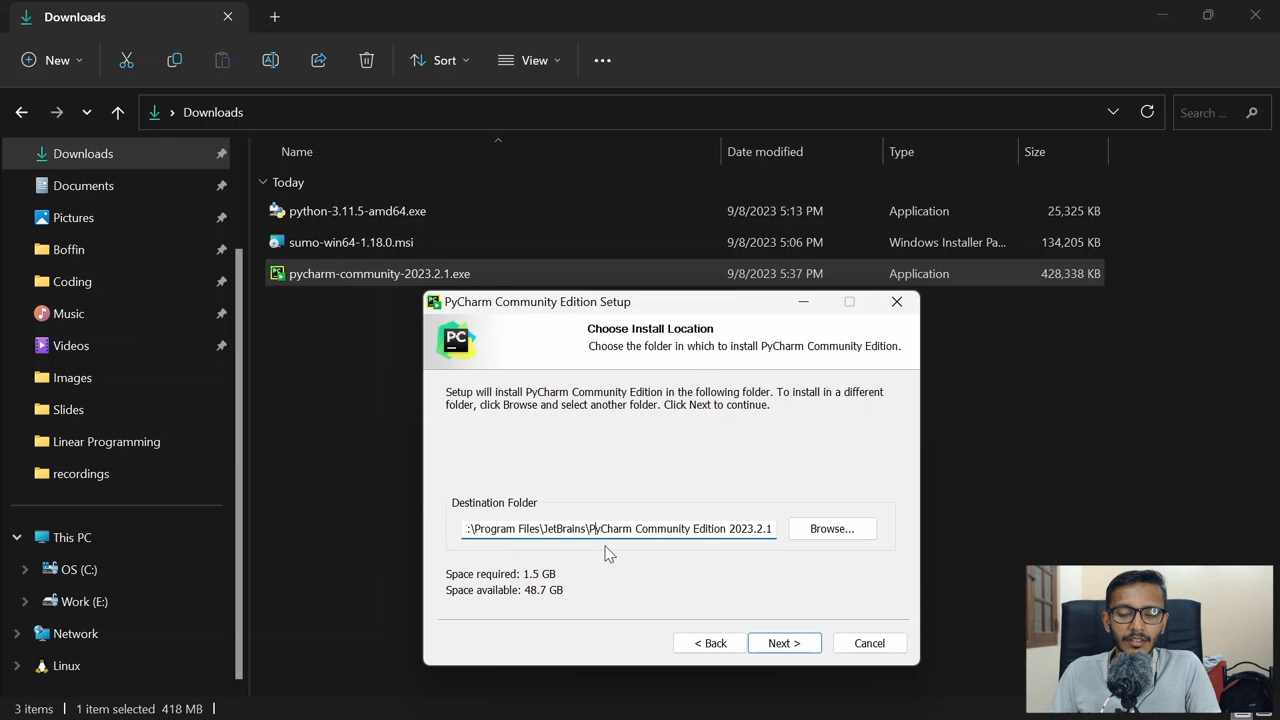 Downloads
New
Sort
View
Downloads
Search ...
Downloads
Documents
Pictures
Boffin
Coding
Music
Videos
Images
Slides
Linear Programming
recordings
This PC
OS (C:)
Work (E:)
Network
Linux
Name
Date modified
Type
Size
Today
python-3.11.5-amd64.exe
9/8/2023 5:13 PM
Application
25,325 KB
sumo-win64-1.18.0.msi
9/8/2023 5:06 PM
Windows Installer Pa...
134,205 KB
pycharm-community-2023.2.1.exe
9/8/2023 5:37 PM
Application
428,338 KB
PyCharm Community Edition Setup
PC
Choose Install Location
Choose the folder in which to install PyCharm Community Edition.
Setup will install PyCharm Community Edition in the following folder. To install in a different
folder, click Browse and select another folder. Click Next to continue.
Destination Folder
:\Program Files\JetBrains\PyCharm Community Edition 2023.2.1
Browse...
Space required: 1.5 GB
Space available: 48.7 GB
< Back
Next >
Cancel
3 items
1 item selected 418 MB